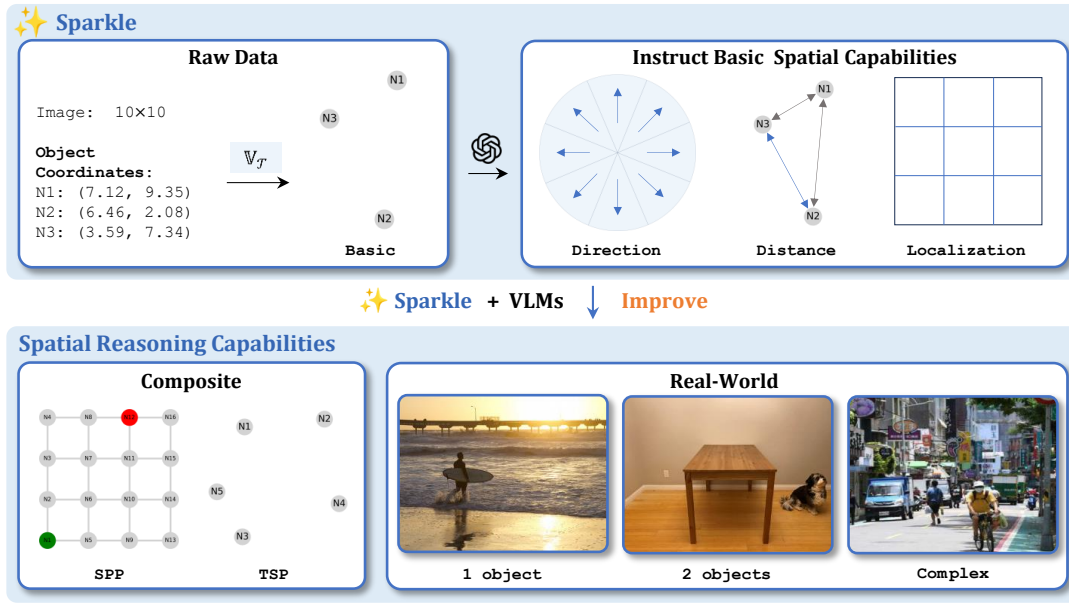 Sparkle
Raw Data
Image: 10×10
Object
Coordinates:
N1: (7.12, 9.35)
N2: (6.46, 2.08)
N3: (3.59, 7.34)
𝕍𝒯
N1
N3
N2
Basic
Instruct Basic Spatial Capabilities
N1
N3
N2
Direction
Distance
Localization
Sparkle + VLMs Improve
Spatial Reasoning Capabilities
Composite
N4 N8 N12 N16
N3 N7 N11 N15
N2 N6 N10 N14
N1 N5 N9 N13
SPP
N1
N2
N5
N4
N3
TSP
Real-World
1 object
2 objects
Complex